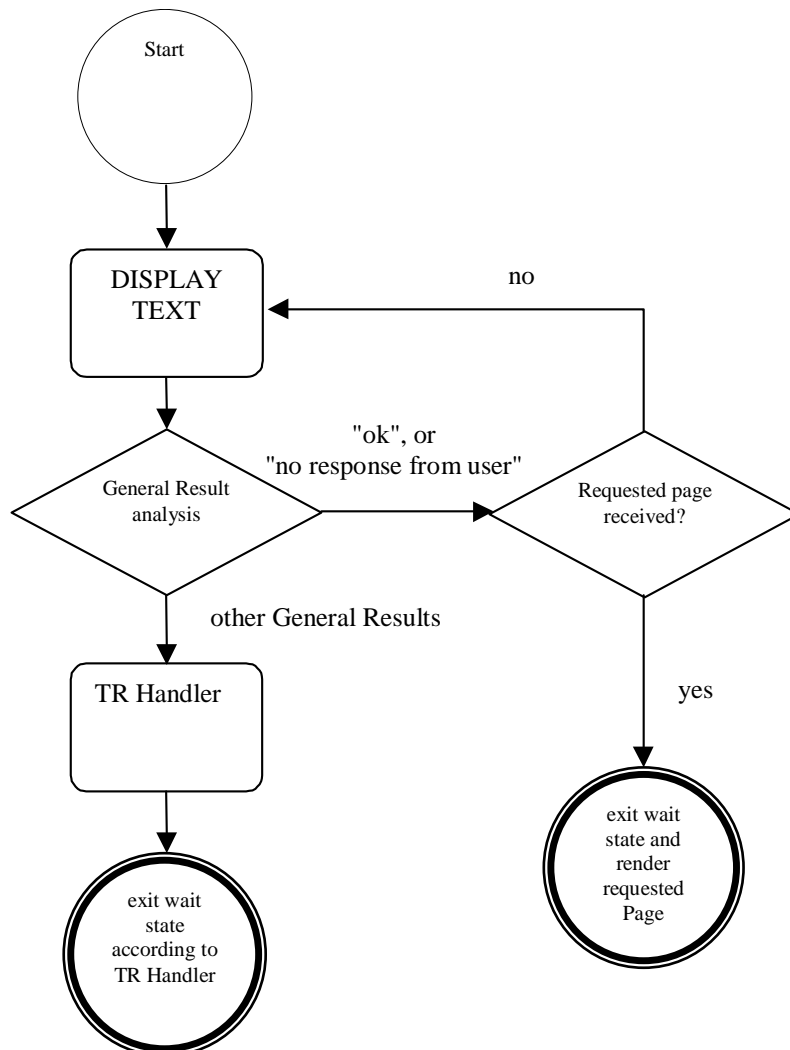 Start
DISPLAY
TEXT
no
"ok", or
"no response from user"
General Result
analysis
Requested page
received?
other General Results
TR Handler
yes
exit wait
state and
render
requested
Page
exit wait
state
according to
TR Handler